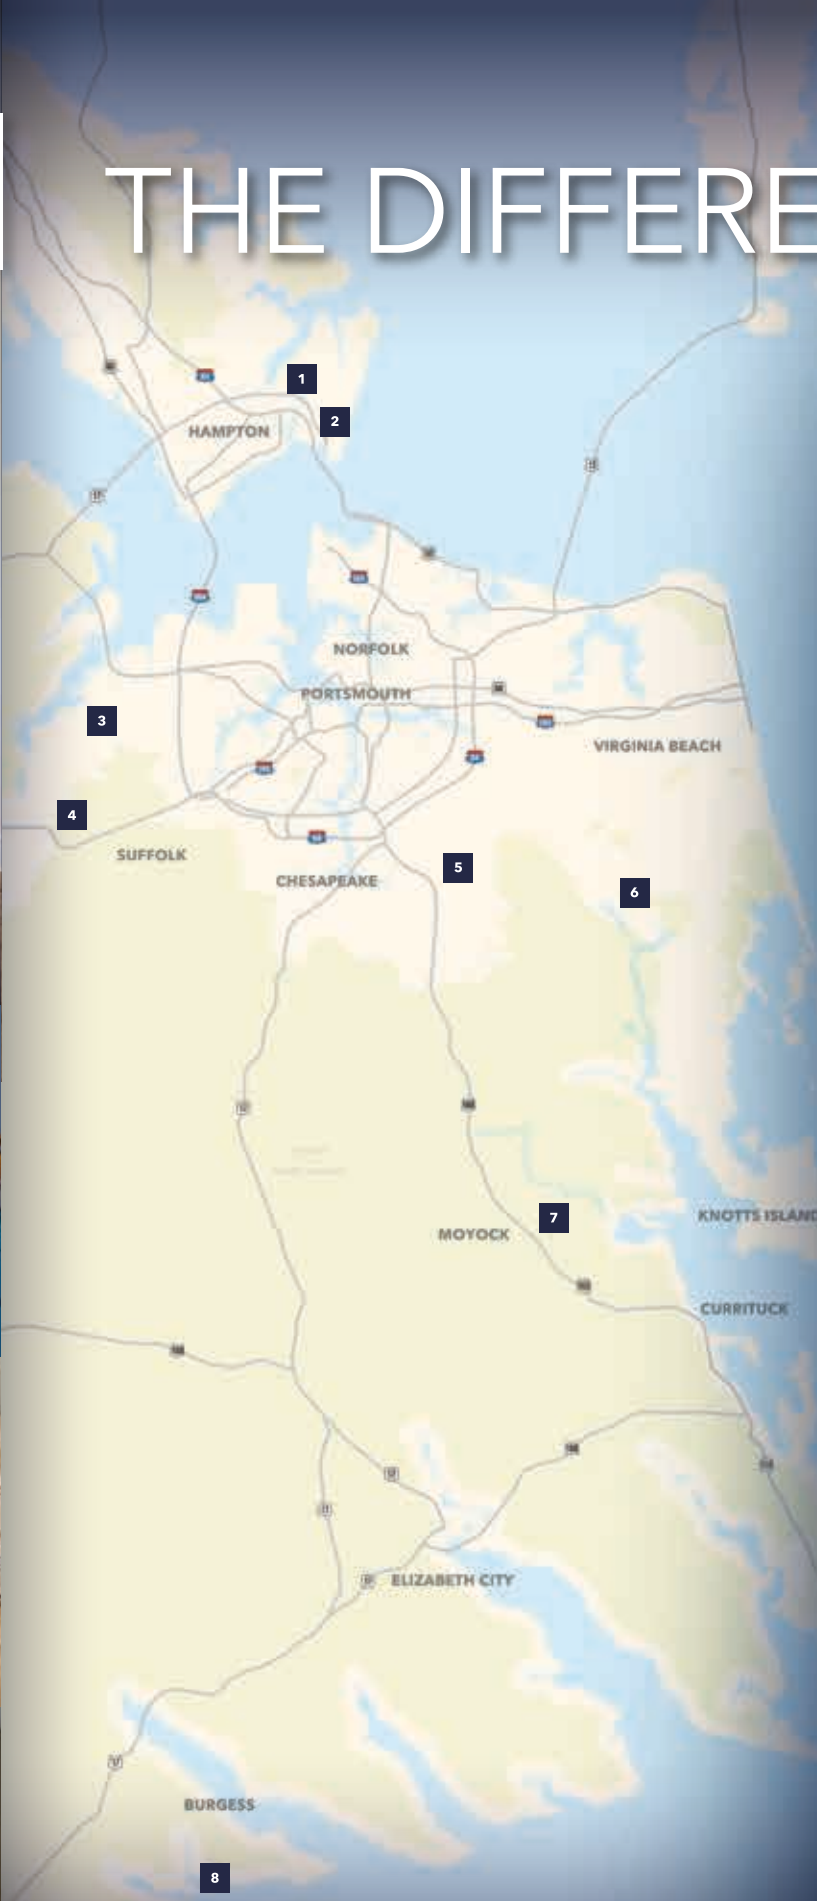 THE DIFFERE
1
2
HAMPTON
NORFOLK
PORTSMOUTH
3
VIRGINIA BEACH
4
SUFFOLK
5
CHESAPEAKE
6
7
KNOTTS ISLAND
MOYOCK
CURRITUCK
ELIZABETH CITY
BURGESS
8